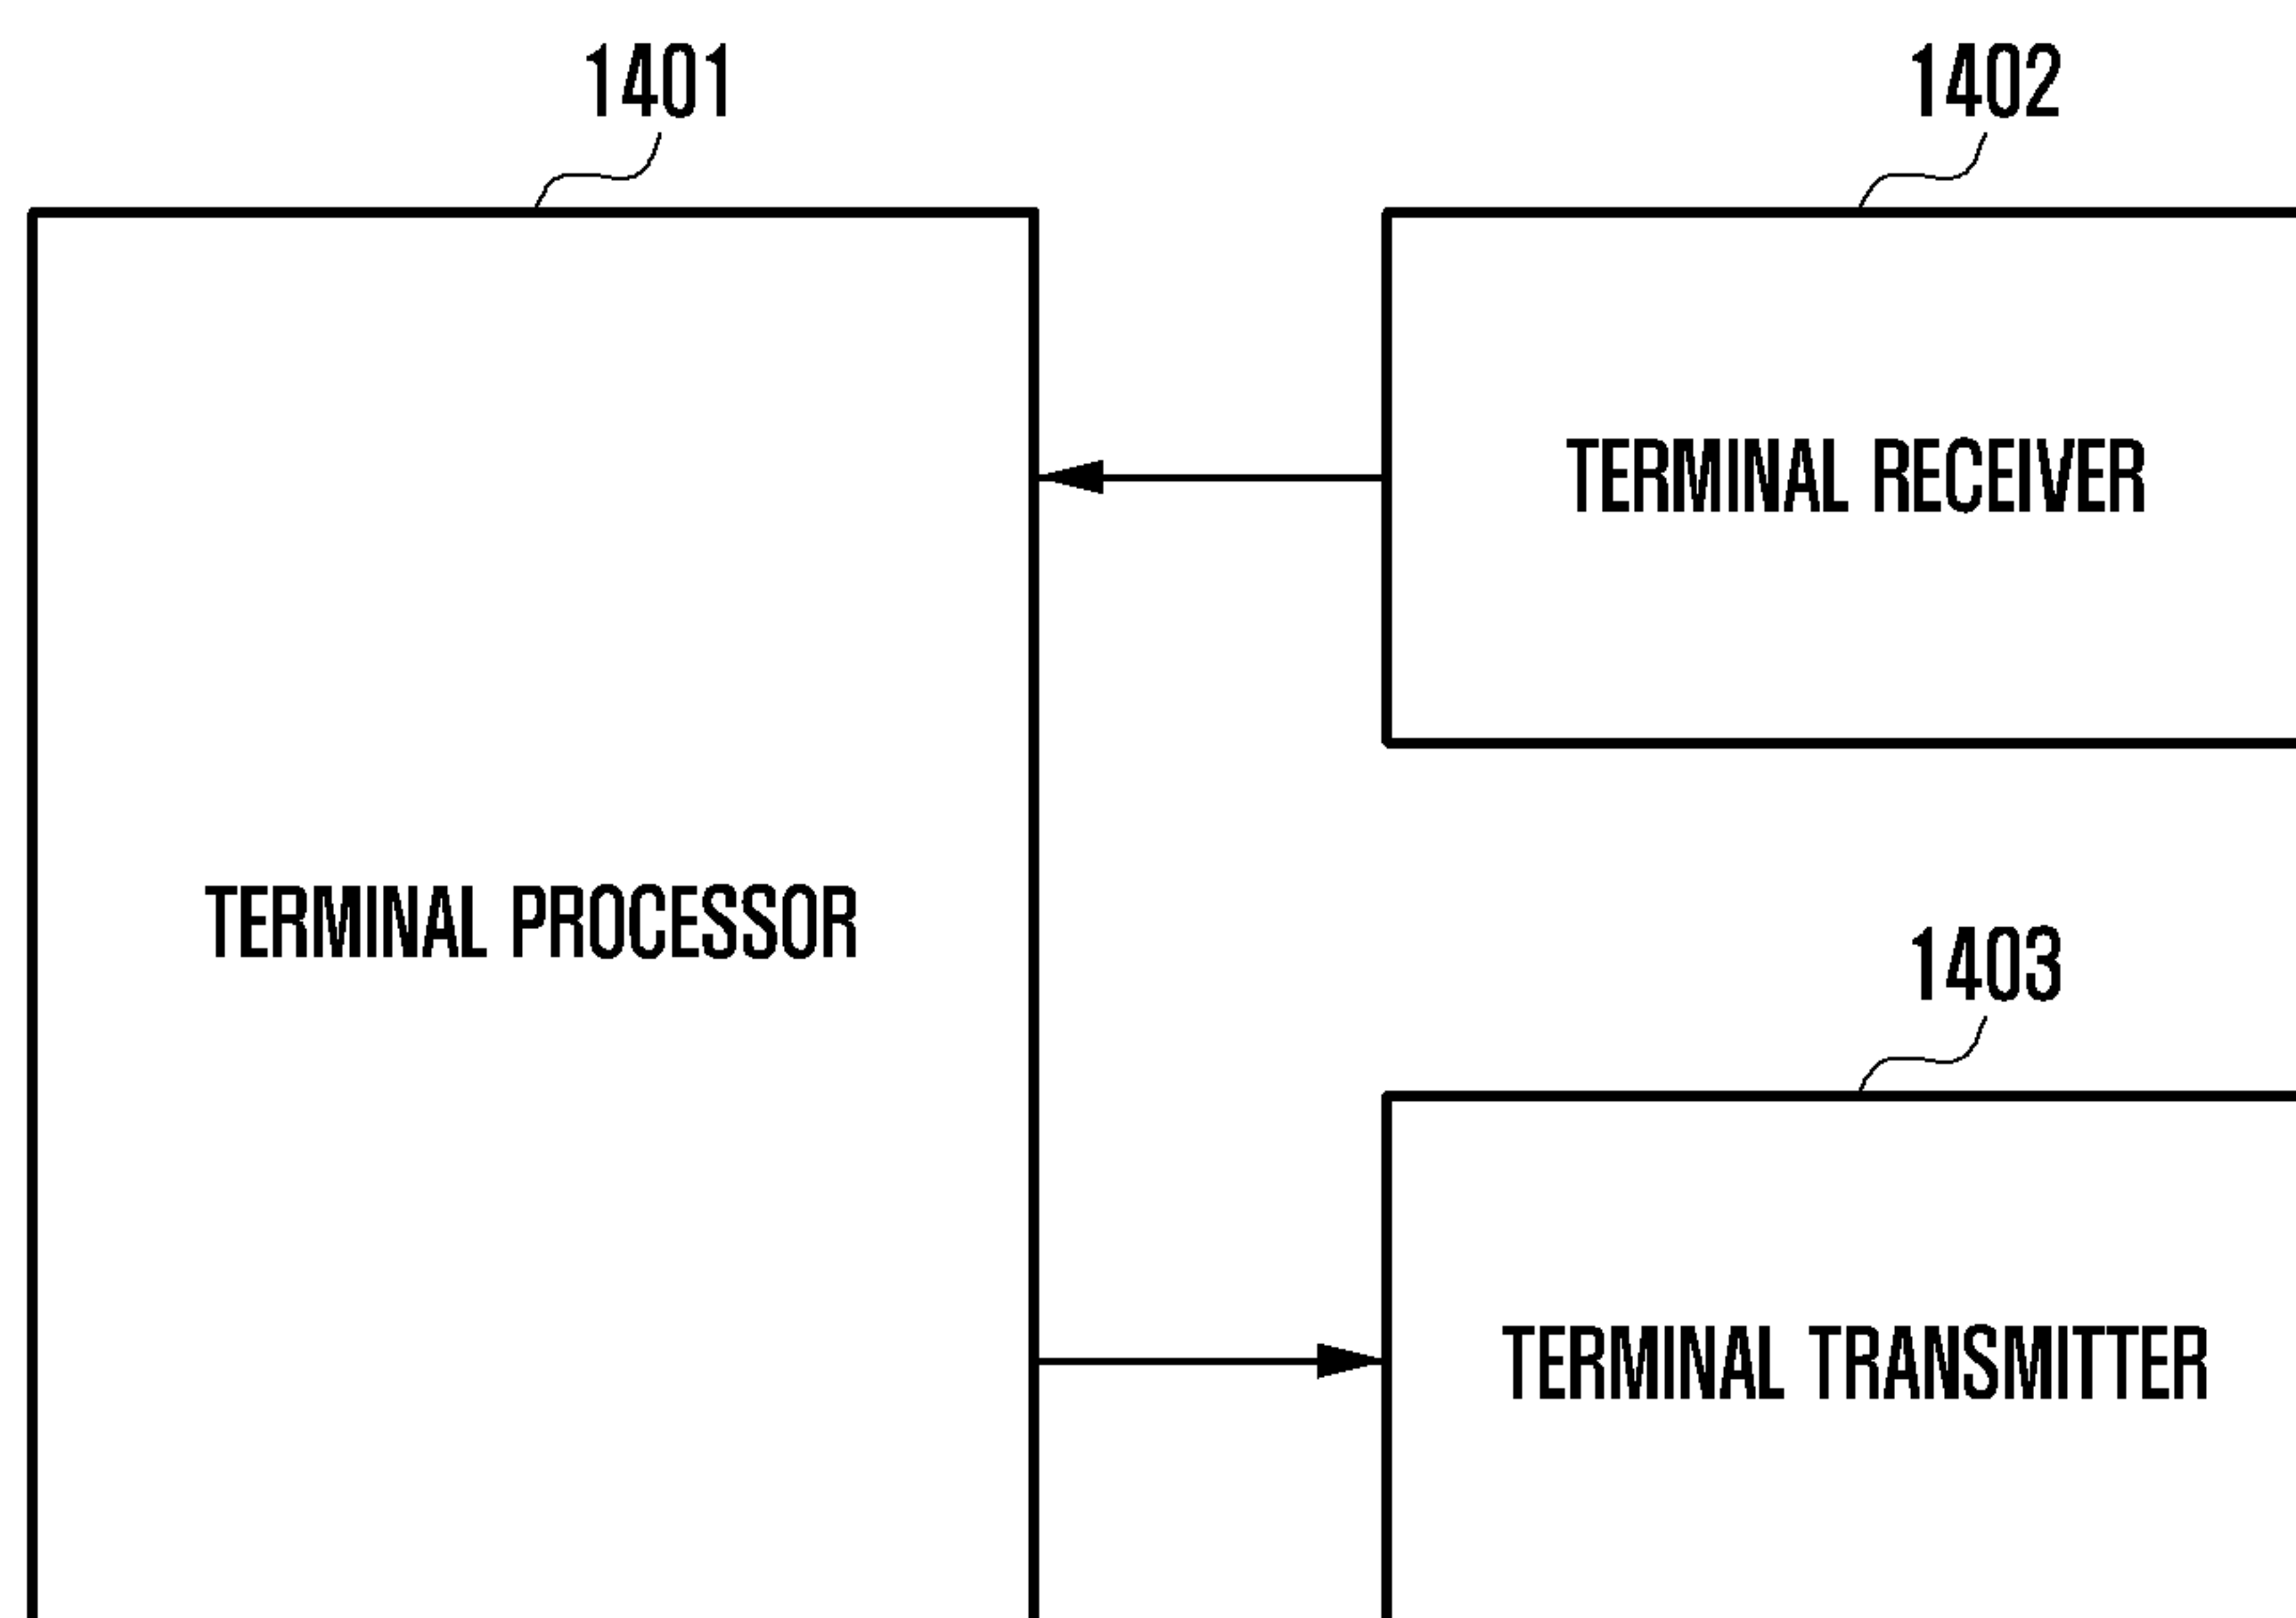 1401
1402
TERMINAL RECEIVER
TERMINAL PROCESSOR
1403
TERMINAL TRANSMITTER